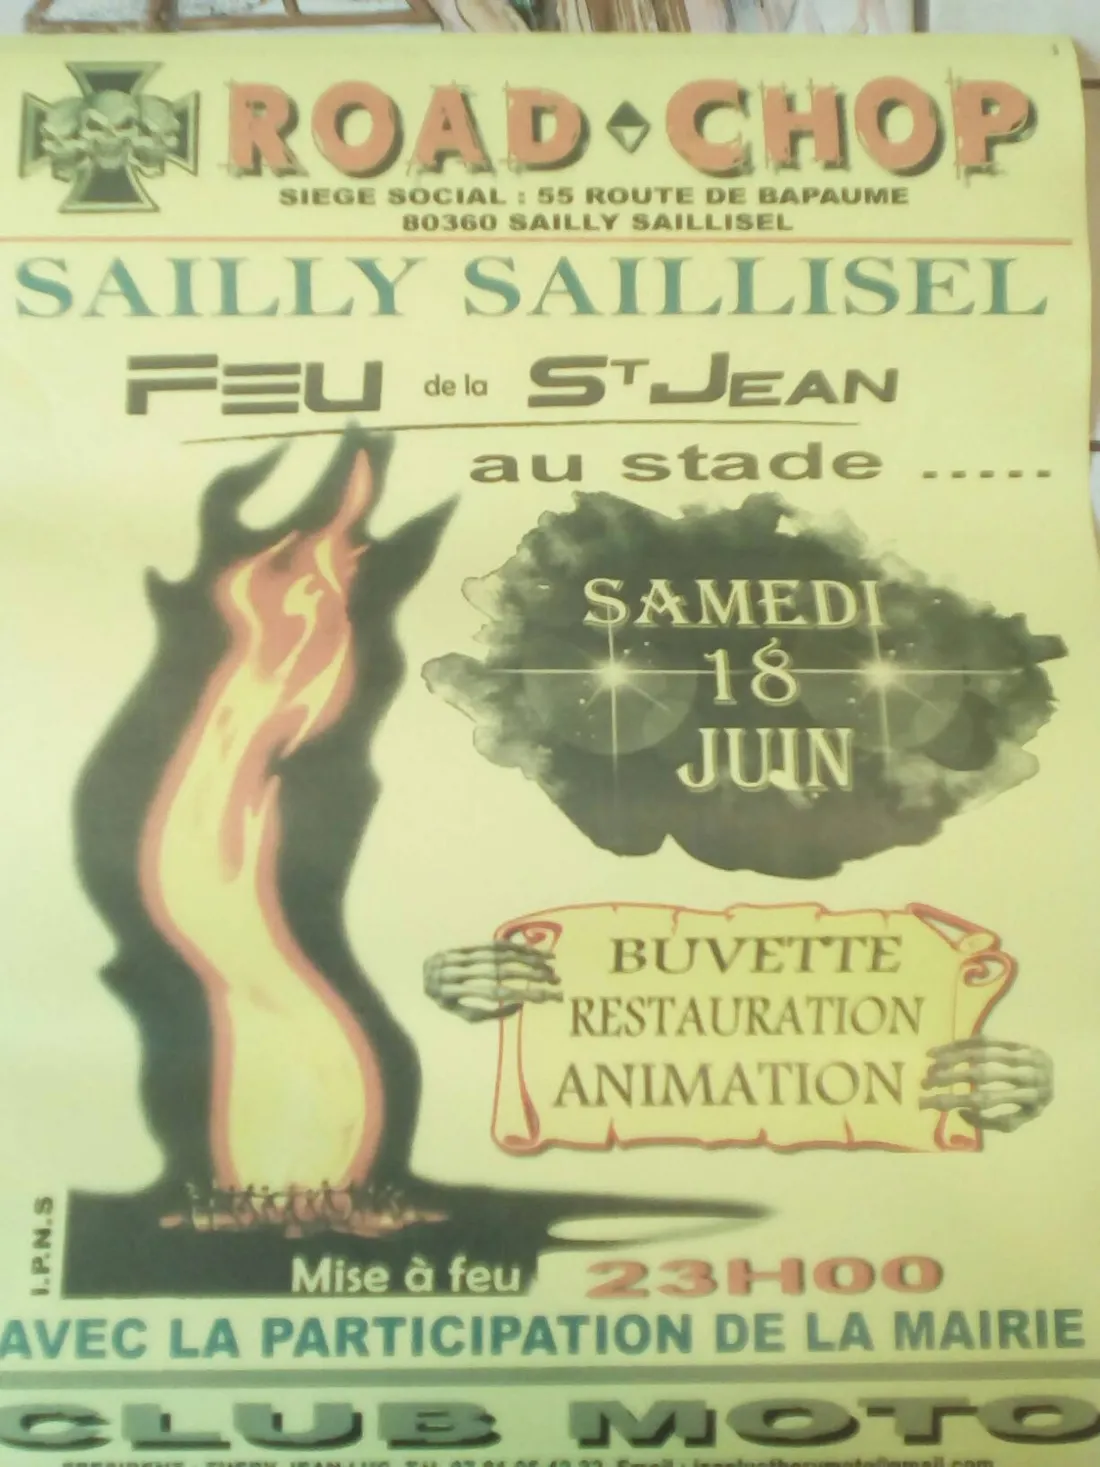 ROAD CHOP
SIEGE SOCIAL : 55 ROUTE DE BAPAUME
80360 SAILLY SAILLISEL
SAILLY SAILLISEL
FEU de la ST JEAN
au stade .....
SAMEDI
18
JUIN
BUVETTE
RESTAURATION
ANIMATION
I.P.N.S
Mise à feu 23H00
AVEC LA PARTICIPATION DE LA MAIRIE
CLUB MOTO